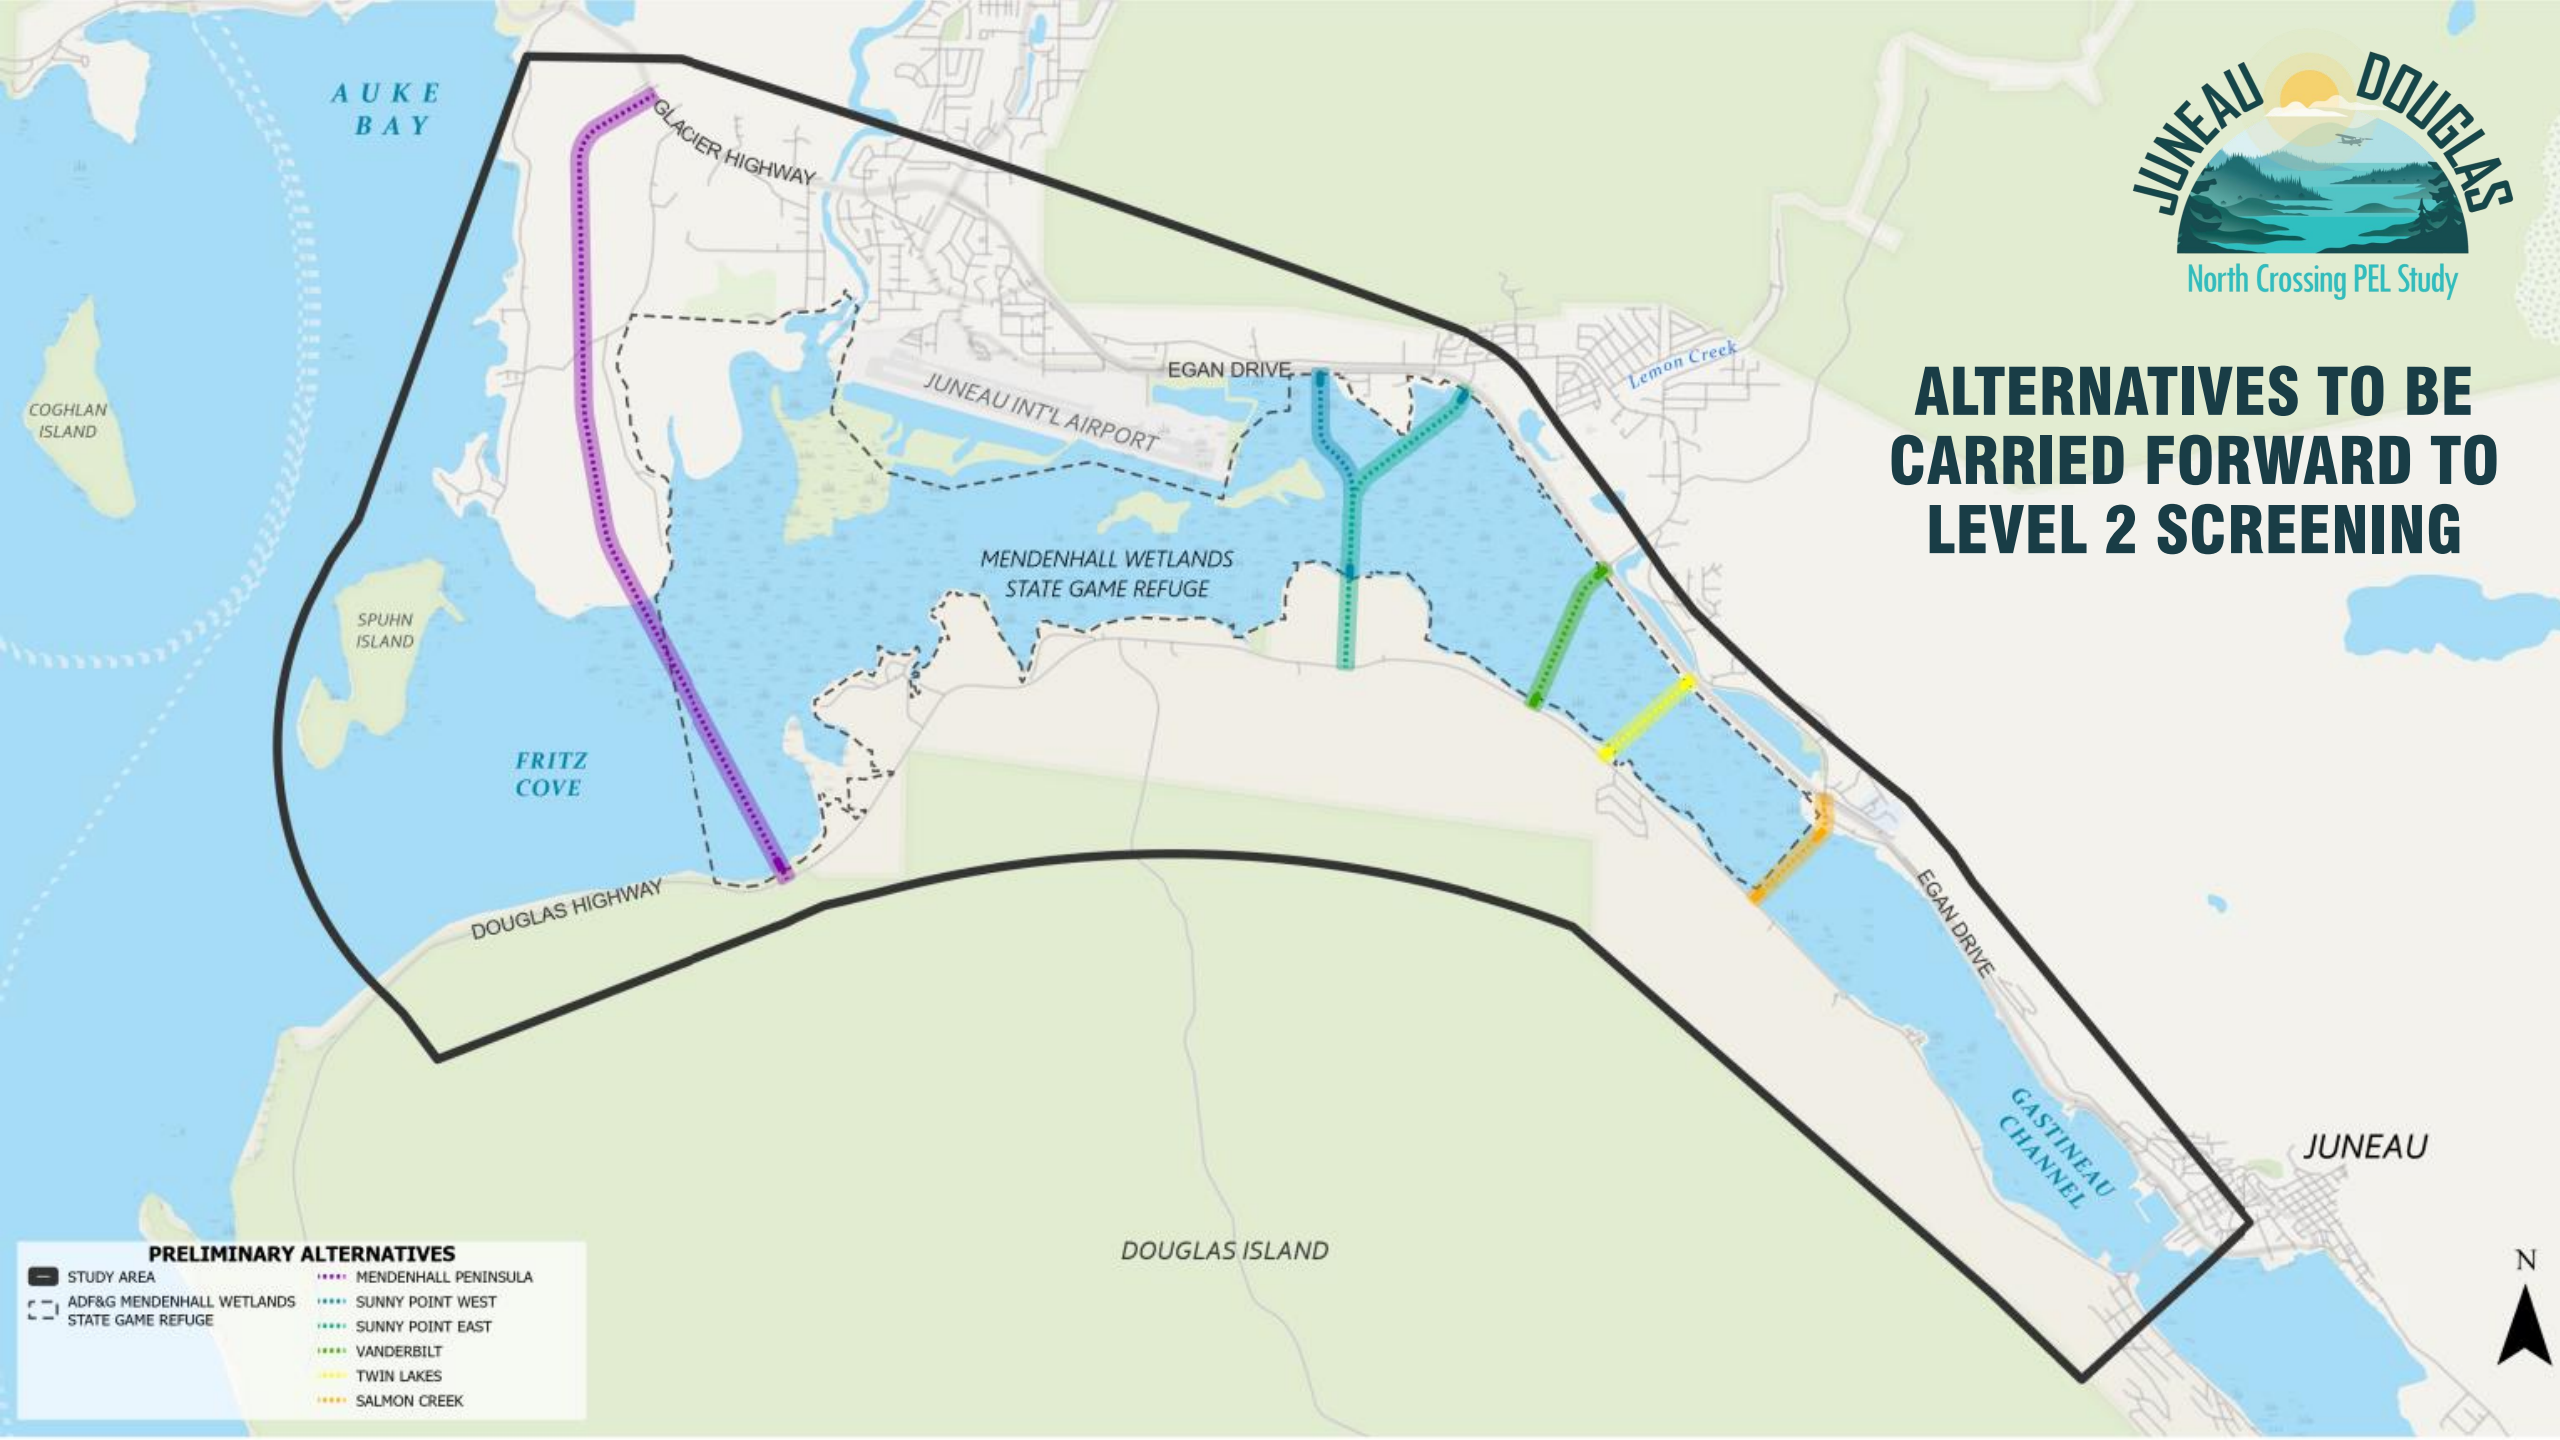 JUNEAU DOUGLAS
North Crossing PEL Study
ALTERNATIVES TO BE
CARRIED FORWARD TO
LEVEL 2 SCREENING
AUKE
BAY
GLACIER HIGHWAY
COGHLAN
ISLAND
EGAN DRIVE
JUNEAU INT'L AIRPORT
Lemon Creek
MENDENHALL WETLANDS
STATE GAME REFUGE
SPUHN
ISLAND
FRITZ
COVE
DOUGLAS HIGHWAY
EGAN DRIVE
GASTINEAU
CHANNEL
JUNEAU
DOUGLAS ISLAND
N
PRELIMINARY ALTERNATIVES
STUDY AREA
ADF&G MENDENHALL WETLANDS
STATE GAME REFUGE
MENDENHALL PENINSULA
SUNNY POINT WEST
SUNNY POINT EAST
VANDERBILT
TWIN LAKES
SALMON CREEK